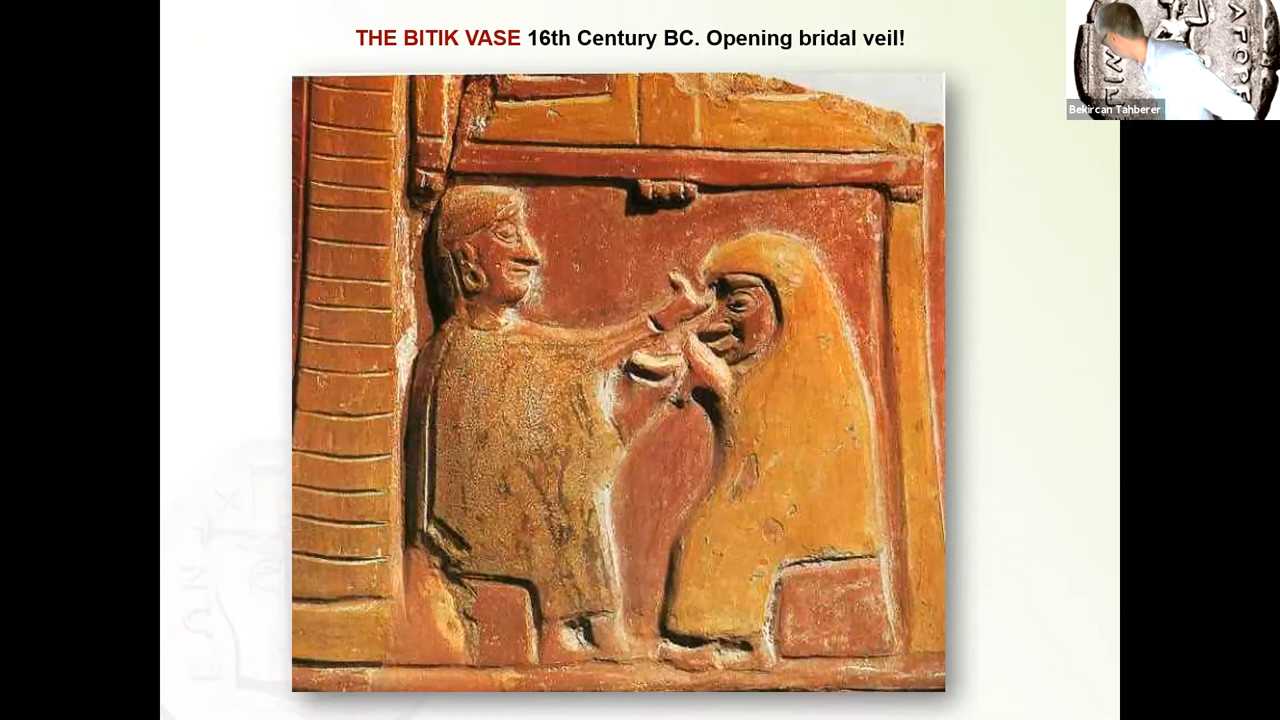 THE BITIK VASE 16th Century BC. Opening bridal veil!
Bekircan Tahberer